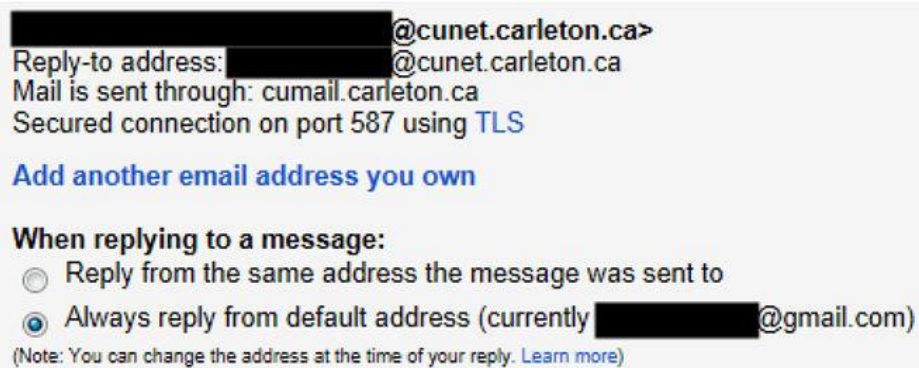 @cunet.carleton.ca>
Reply-to address: @cunet.carleton.ca
Mail is sent through: cumail.carleton.ca
Secured connection on port 587 using TLS
Add another email address you own
When replying to a message:
Reply from the same address the message was sent to
Always reply from default address (currently @gmail.com)
(Note: You can change the address at the time of your reply. Learn more)